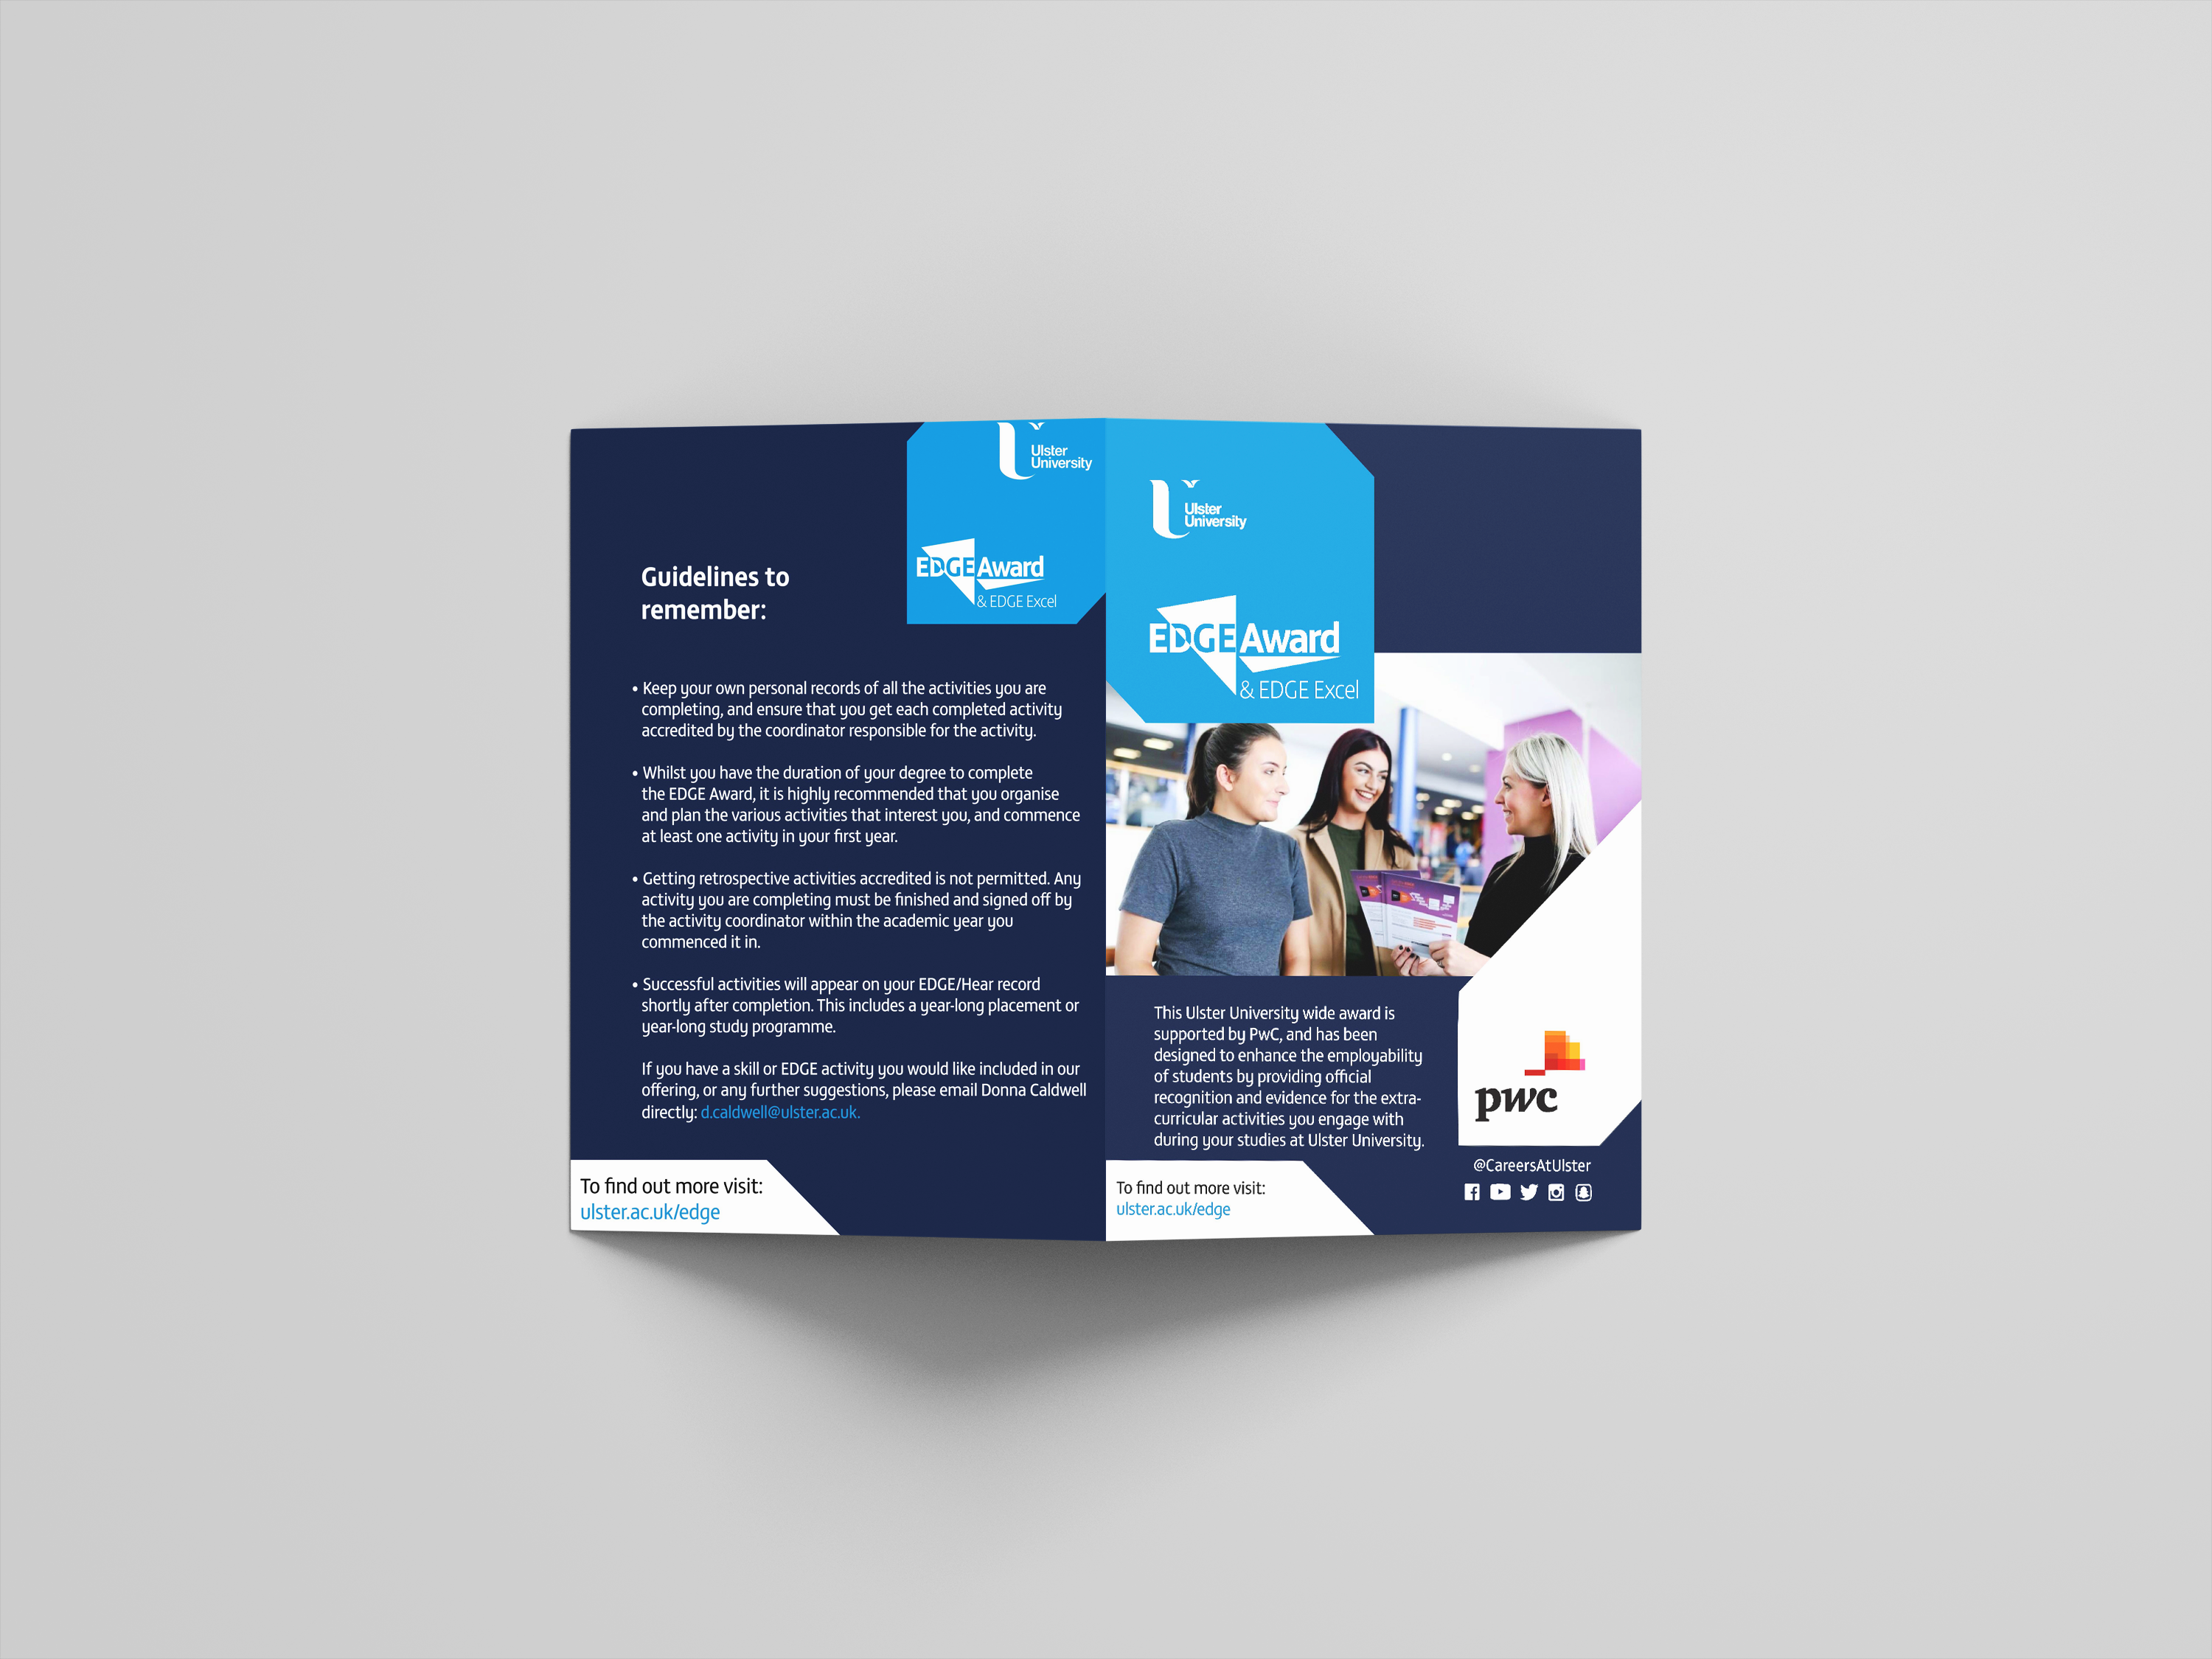 Ulster
University
EDGE Award
& EDGE Excel
Guidelines to
remember:
• Keep your own personal records of all the activities you are
completing, and ensure that you get each completed activity
accredited by the coordinator responsible for the activity.
• Whilst you have the duration of your degree to complete
the EDGE Award, it is highly recommended that you organise
and plan the various activities that interest you, and commence
at least one activity in your first year.
• Getting retrospective activities accredited is not permitted. Any
activity you are completing must be finished and signed off by
the activity coordinator within the academic year you
commenced it in.
• Successful activities will appear on your EDGE/Hear record
shortly after completion. This includes a year-long placement or
year-long study programme.
If you have a skill or EDGE activity you would like included in our
offering, or any further suggestions, please email Donna Caldwell
directly: d.caldwell@ulster.ac.uk.
To find out more visit:
ulster.ac.uk/edge
Ulster
University
EDGE Award
& EDGE Excel
This Ulster University wide award is
supported by PwC, and has been
designed to enhance the employability
of students by providing official
recognition and evidence for the extra-
curricular activities you engage with
during your studies at Ulster University.
pwc
@CareersAtUlster
To find out more visit:
ulster.ac.uk/edge